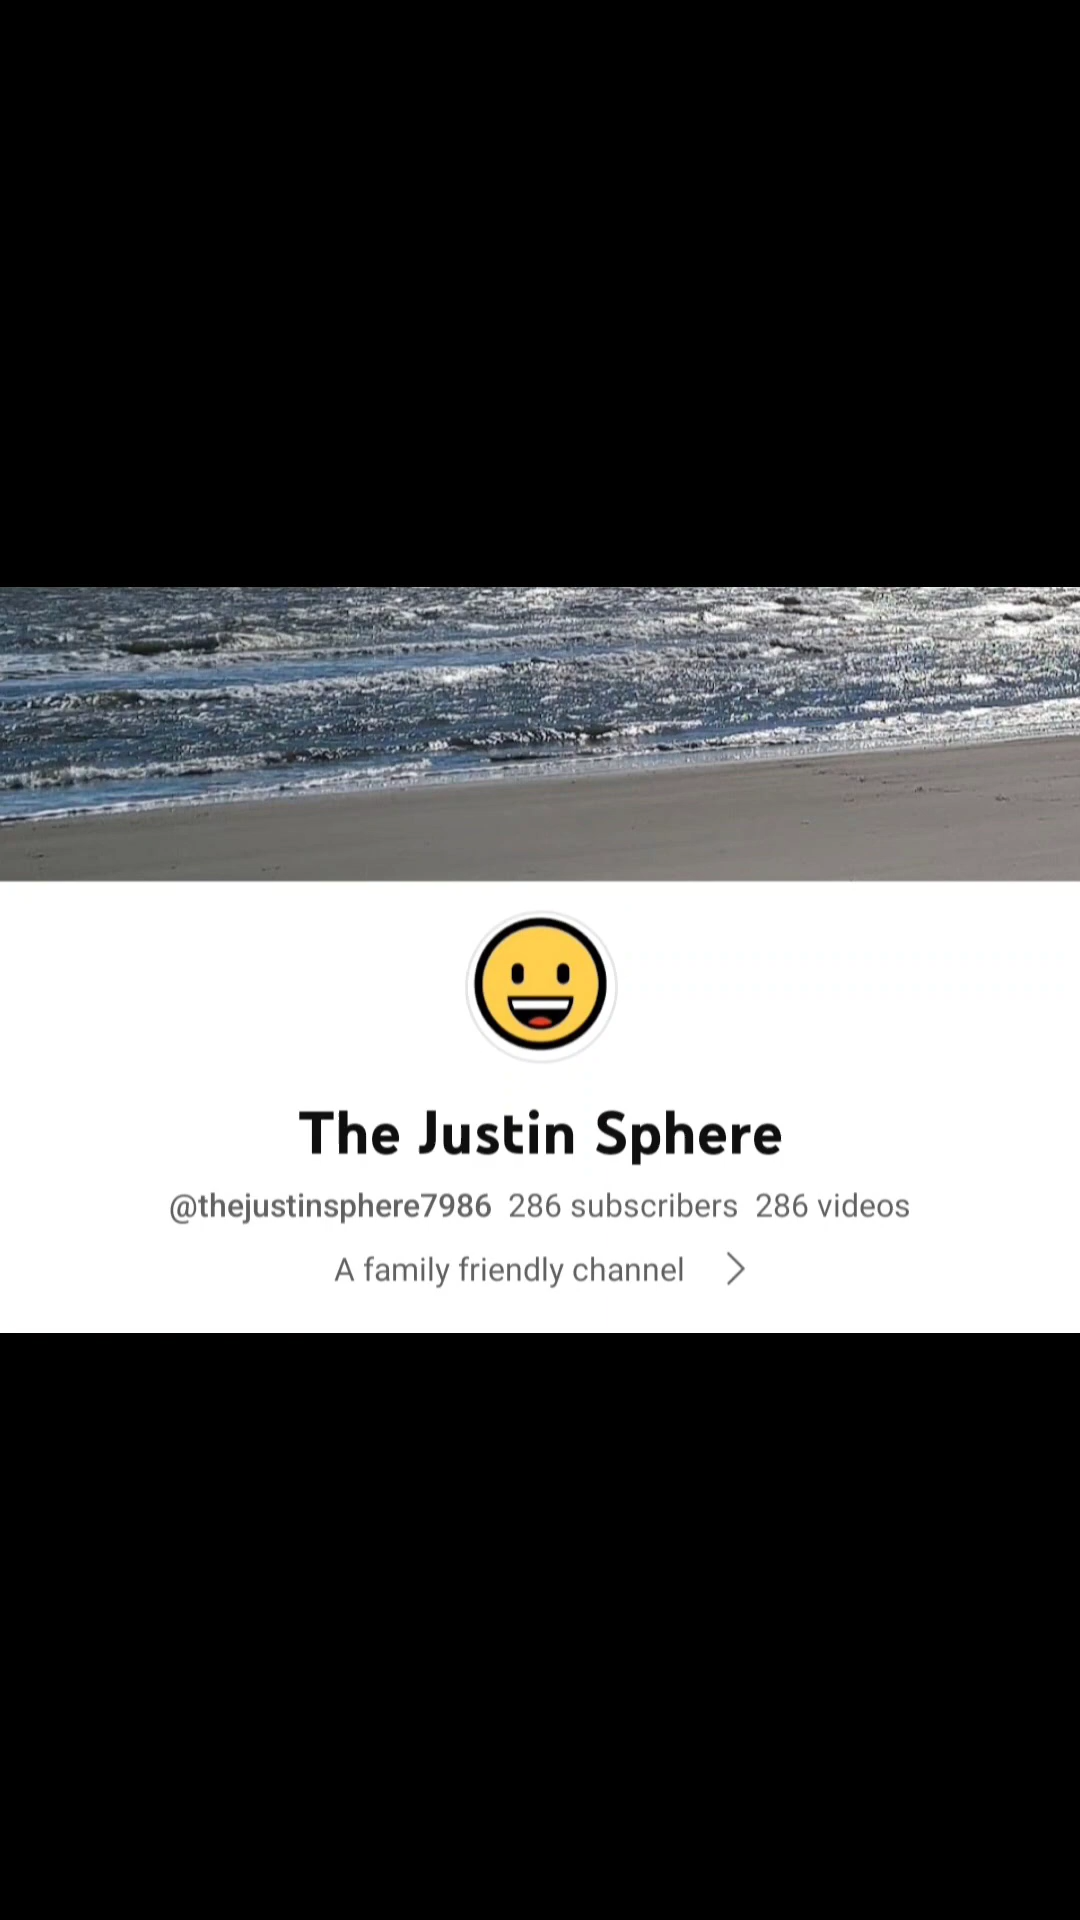 The Justin Sphere
@thejustinsphere7986 286 subscribers 286 videos
A family friendly channel